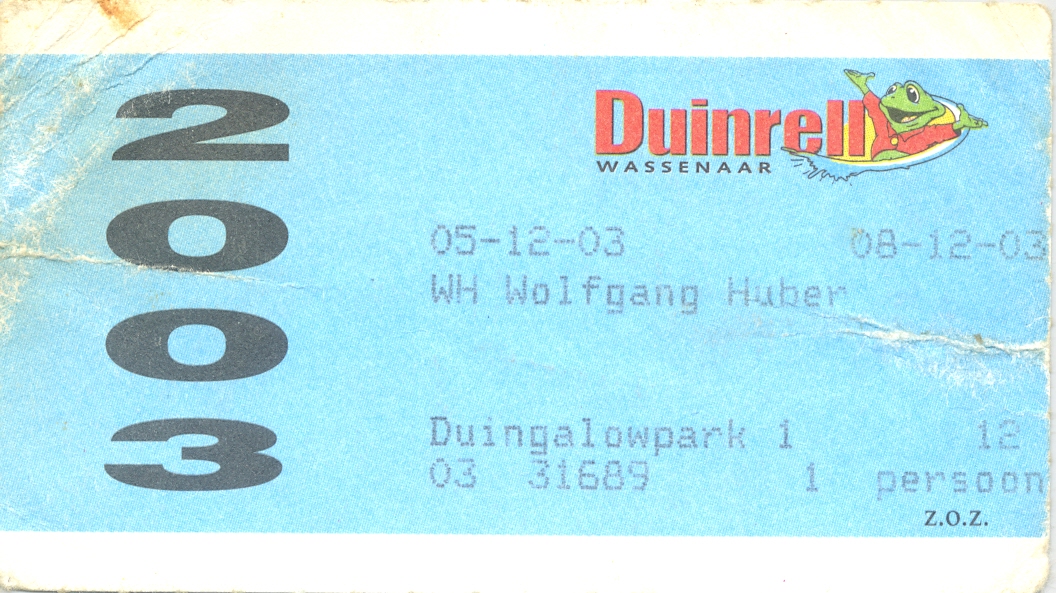 2003
Duinrell
WASSENAAR
05-12-03 08-12-03
WH Wolfgang Huber
Duingalowpark 1 12
03 31689 1 persoon
z.o.z.